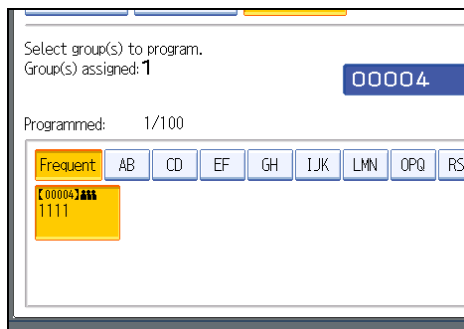 Select group(s) to program.
Group(s) assigned: 1
00004
Programmed: 1/100
Frequent AB CD EF GH IJK LMN OPQ RS
【00004】
1111